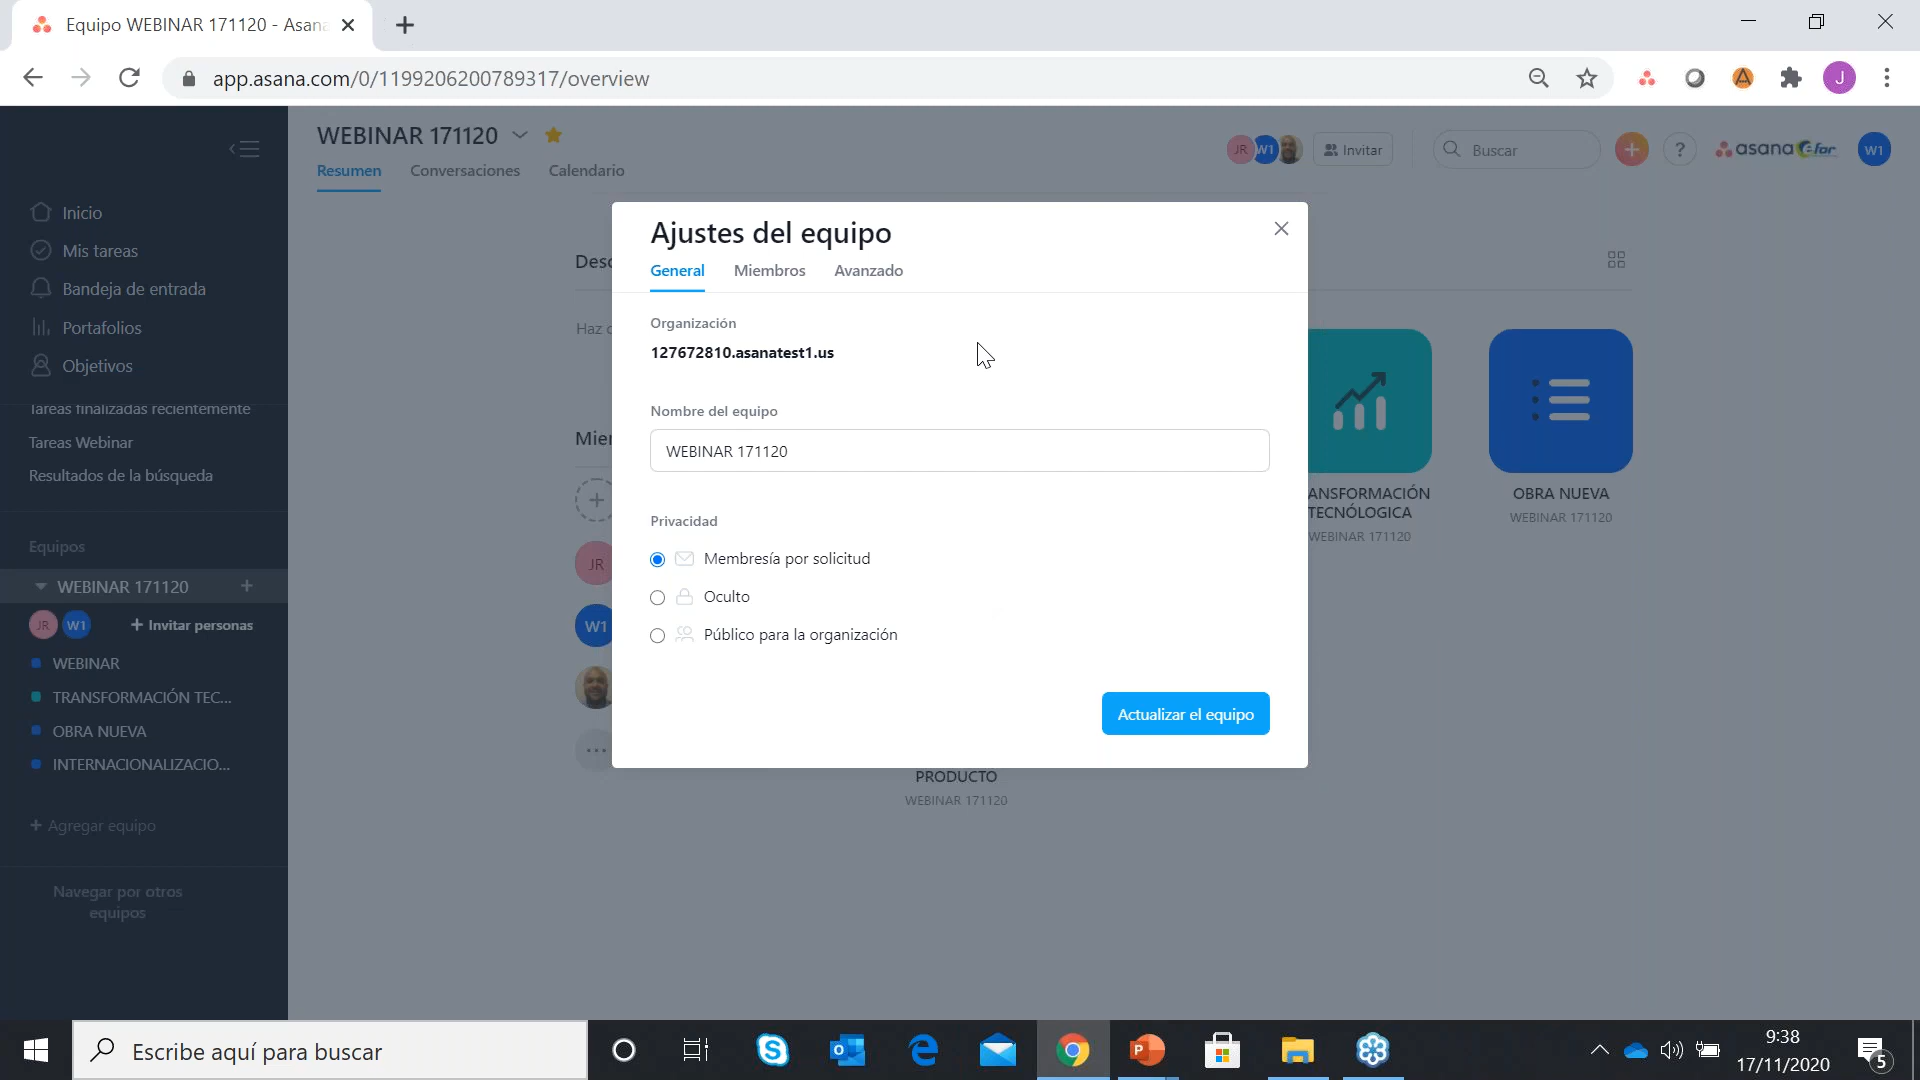 Equipo WEBINAR 171120 - Asana
app.asana.com/0/1199206200789317/overview
J
WEBINAR 171120
Resumen
Conversaciones
Calendario
JR
W1
Invitar
Buscar
?
asana efor
W1
Inicio
Mis tareas
Bandeja de entrada
Portafolios
Objetivos
Tareas finalizadas recientemente
Tareas Webinar
Resultados de la búsqueda
Equipos
WEBINAR 171120
JR
W1
+ Invitar personas
WEBINAR
TRANSFORMACIÓN TEC...
OBRA NUEVA
INTERNACIONALIZACIO...
+ Agregar equipo
Navegar por otros
equipos
Desc
Haz c
Mier
JR
W1
Ajustes del equipo
General
Miembros
Avanzado
Organización
127672810.asanatest1.us
Nombre del equipo
WEBINAR 171120
Privacidad
Membresía por solicitud
Oculto
Público para la organización
Actualizar el equipo
ANSFORMACIÓN
TECNÓLOGICA
WEBINAR 171120
OBRA NUEVA
WEBINAR 171120
PRODUCTO
WEBINAR 171120
Escribe aquí para buscar
9:38
17/11/2020
5